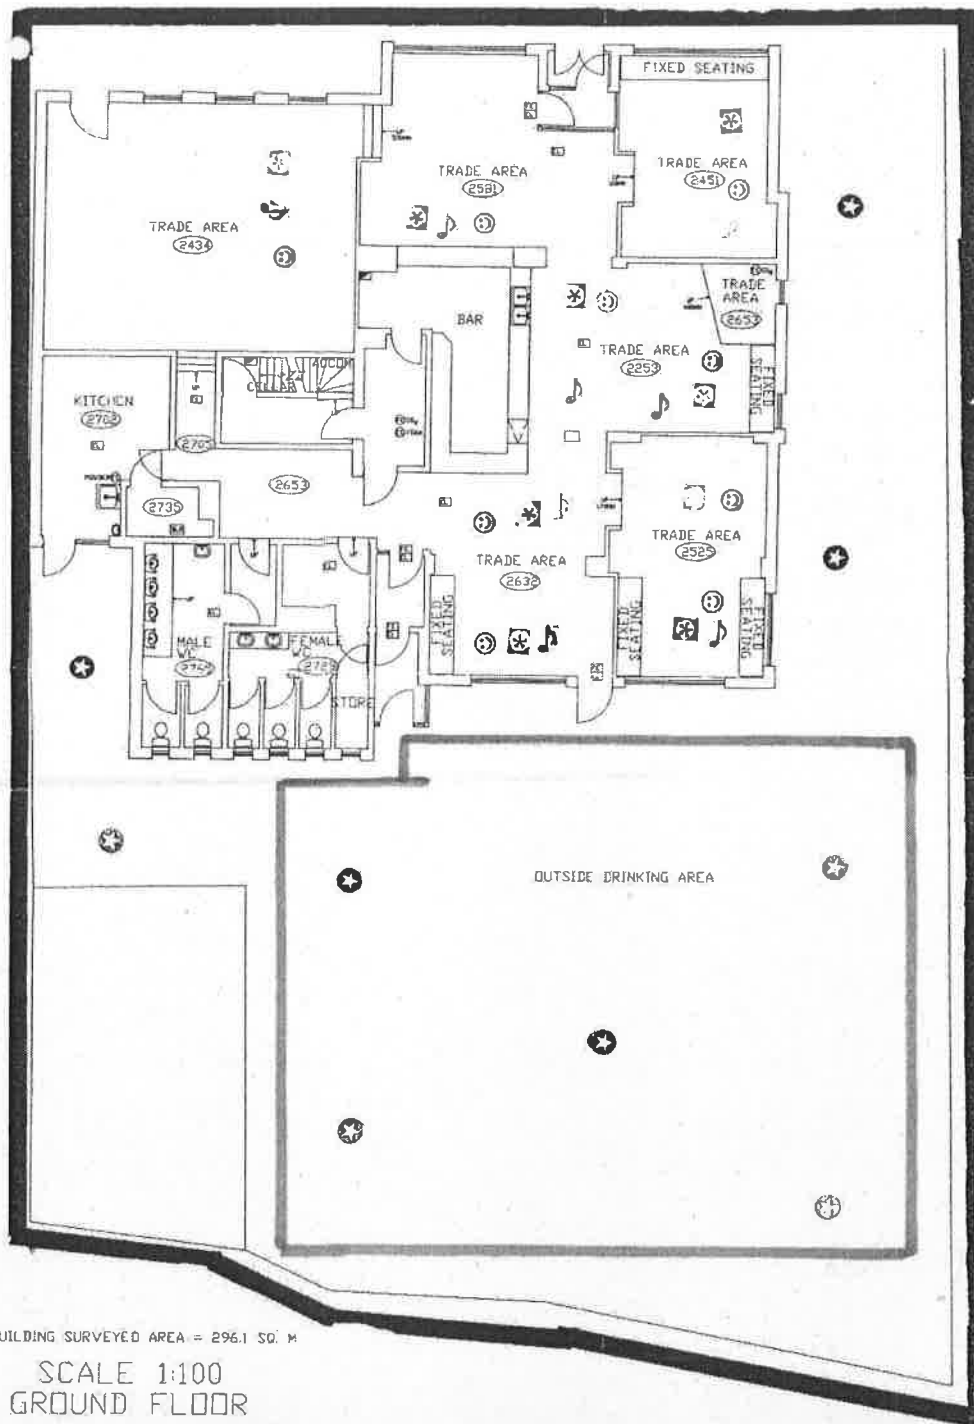 FIXED SEATING
TRADE AREA
2581
TRADE AREA
2451
TRADE AREA
2434
BAR
TRADE
AREA
2653
TRADE AREA
2253
FIXED
SEATING
ACCOM
CELLAR
KITCHEN
2702
2703
2653
2735
TRADE AREA
2525
TRADE AREA
2632
FIXED
SEATING
FIXED
SEATING
FIXED
SEATING
MALE
WC
FEMALE
WC
2729
STORE
OUTSIDE DRINKING AREA
UILDING SURVEYED AREA = 296.1 SQ. M
SCALE 1:100
GROUND FLOOR